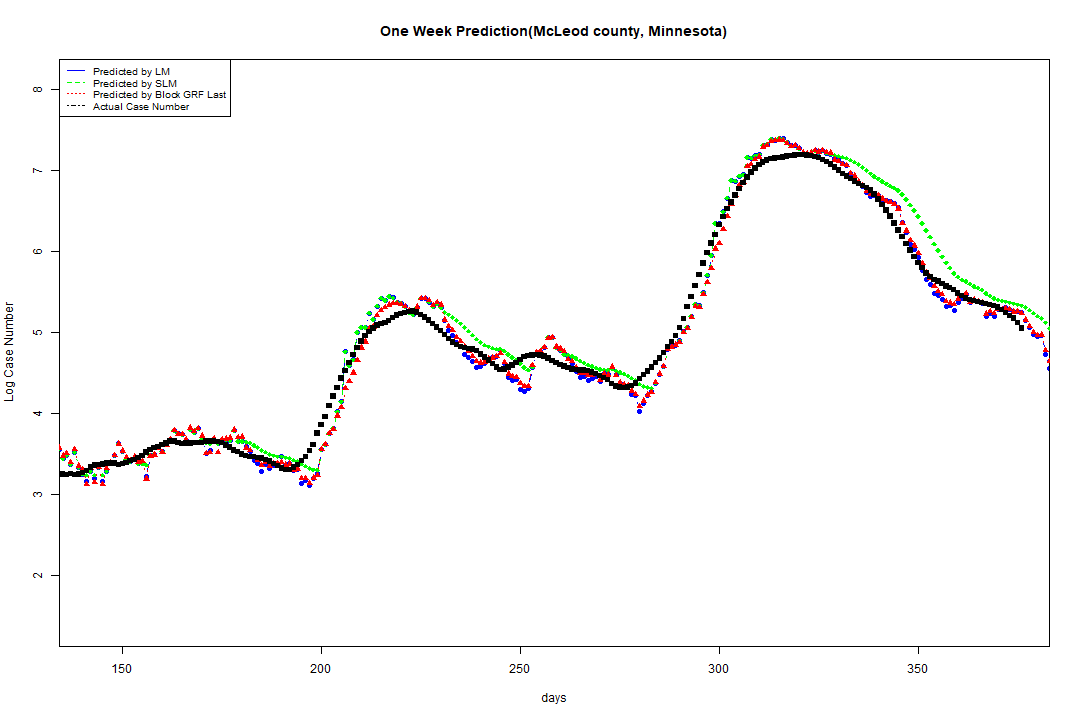 One Week Prediction(McLeod county, Minnesota)
Predicted by LM
Predicted by SLM
Predicted by Block GRF Last
Actual Case Number
8
7
6
5
4
3
2
Log Case Number
150 200 250 300 350
days